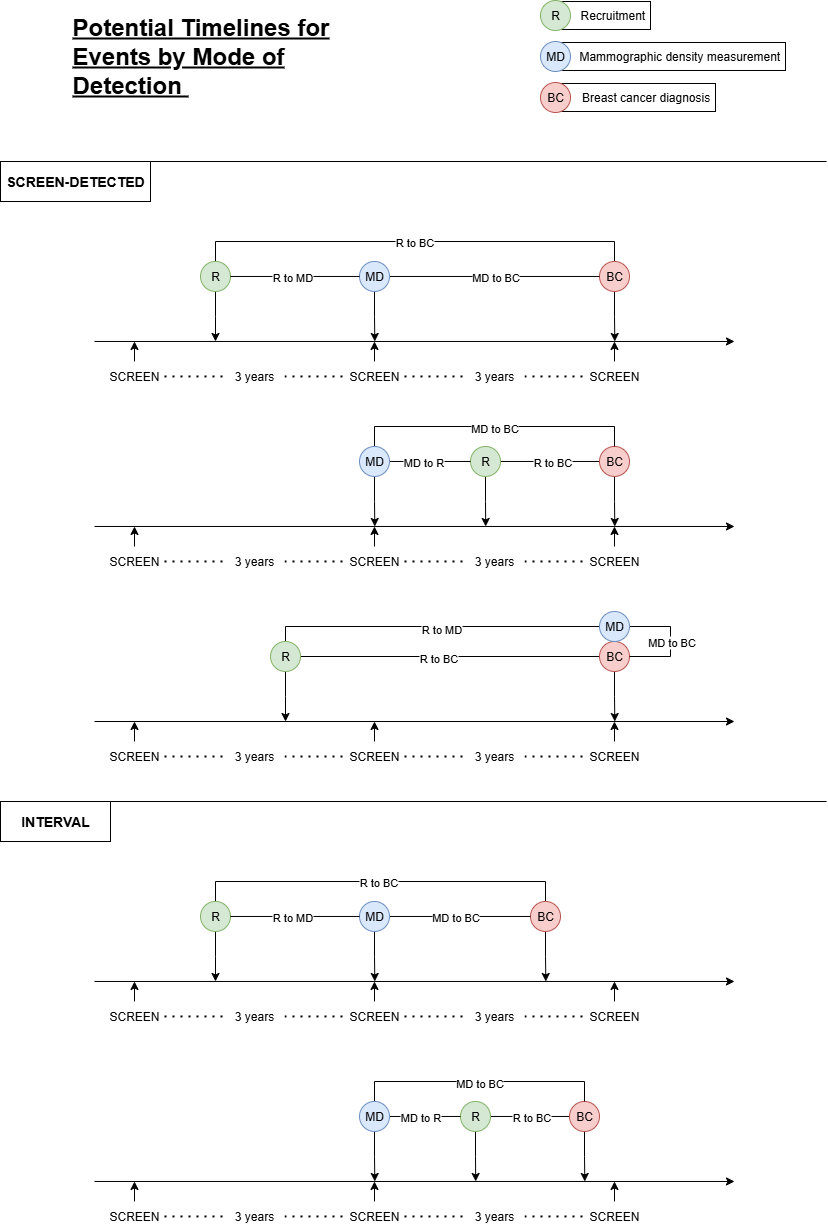 Potential Timelines for
Events by Mode of
Detection
R Recruitment
MD Mammographic density measurement
BC Breast cancer diagnosis
SCREEN-DETECTED
R to BC
R R to MD MD MD to BC BC
SCREEN 3 years SCREEN 3 years SCREEN
MD to BC
MD MD to R R R to BC BC
SCREEN 3 years SCREEN 3 years SCREEN
R to MD MD
MD to BC
R R to BC BC
SCREEN 3 years SCREEN 3 years SCREEN
INTERVAL
R to BC
R R to MD MD MD to BC BC
SCREEN 3 years SCREEN 3 years SCREEN
MD to BC
MD MD to R R R to BC BC
SCREEN 3 years SCREEN 3 years SCREEN